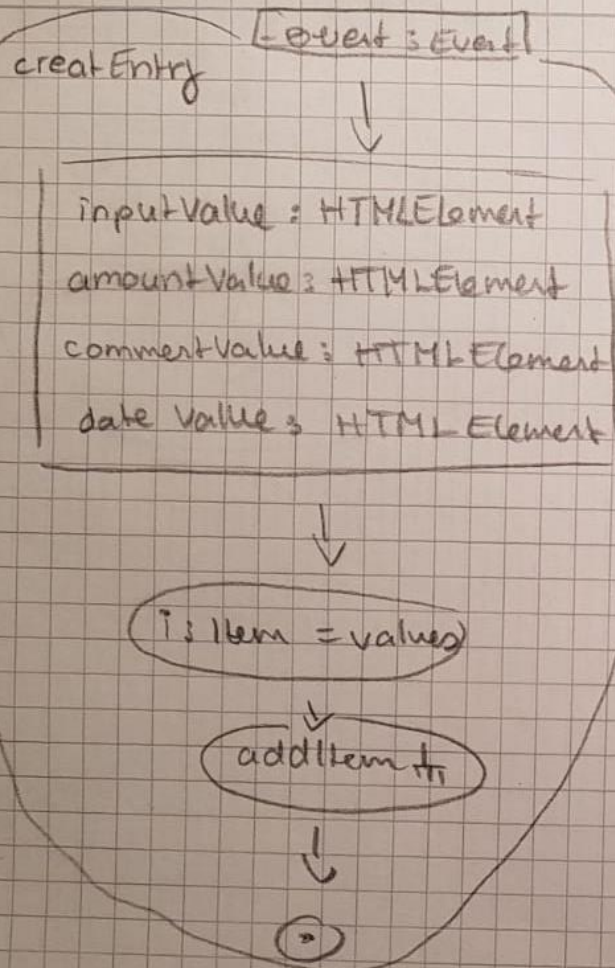 - event : Event
creatEntry
inputValue : HTMLElement
amountValue : HTMLElement
commentValue : HTMLElement
date Value : HTMLElement
i : Item = values
addItem